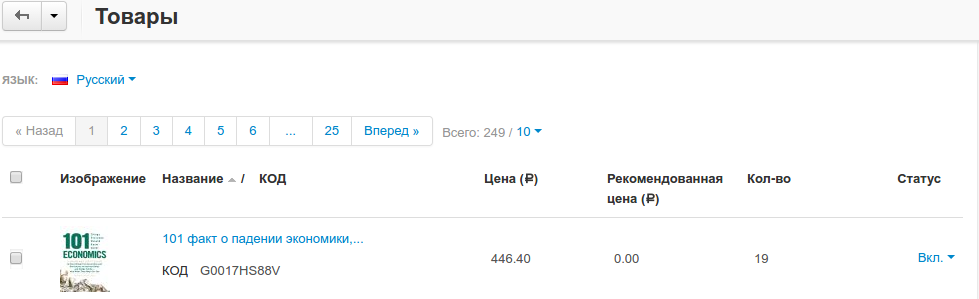 Товары
ЯЗЫК: Русский
« Назад 1 2 3 4 5 6 ... 25 Вперед » Всего: 249 / 10
Изображение Название / КОД Цена (₽) Рекомендованная цена (₽) Кол-во Статус
101 ECONOMICS
101 факт о падении экономики,...
КОД G0017HS88V
446.40 0.00 19 Вкл.